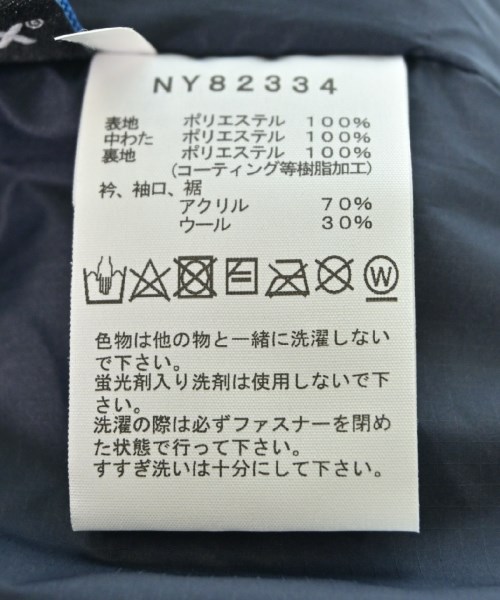 X®
NY82334
表地 ポリエステル 100%
中わた ポリエステル 100%
裏地 ポリエステル 100%
(コーティング等樹脂加工)
衿、袖口、裾
アクリル 70%
ウール 30%
W
色物は他の物と一緒に洗濯しない
で下さい。
蛍光剤入り洗剤は使用しないで下
さい。
洗濯の際は必ずファスナーを閉め
た状態で行って下さい。
すすぎ洗いは十分にして下さい。